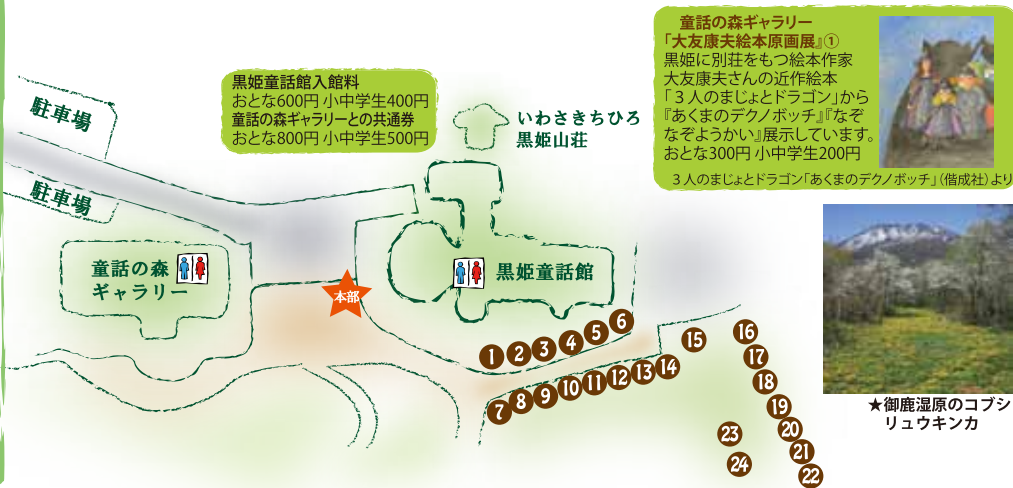 童話の森ギャラリー
「大友康夫絵本原画展』①
黒姫に別荘をもつ絵本作家
大友康夫さんの近作絵本
「３人のまじょとドラゴン」から
『あくまのデクノボッチ』『なぞ
なぞようかい』展示しています。
おとな300円 小中学生200円
３人のまじょとドラゴン「あくまのデクノボッチ」（偕成社）より
黒姫童話館入館料
おとな600円 小中学生400円
童話の森ギャラリーとの共通券
おとな800円 小中学生500円
いわさきちひろ
黒姫山荘
駐車場
駐車場
童話の森
ギャラリー
本部
黒姫童話館
1 2 3 4 5 6
7 8 9 10 11 12 13 14
15
16
17
18
19
20
21
22
23
24
★御鹿湿原のコブシ
リュウキンカ